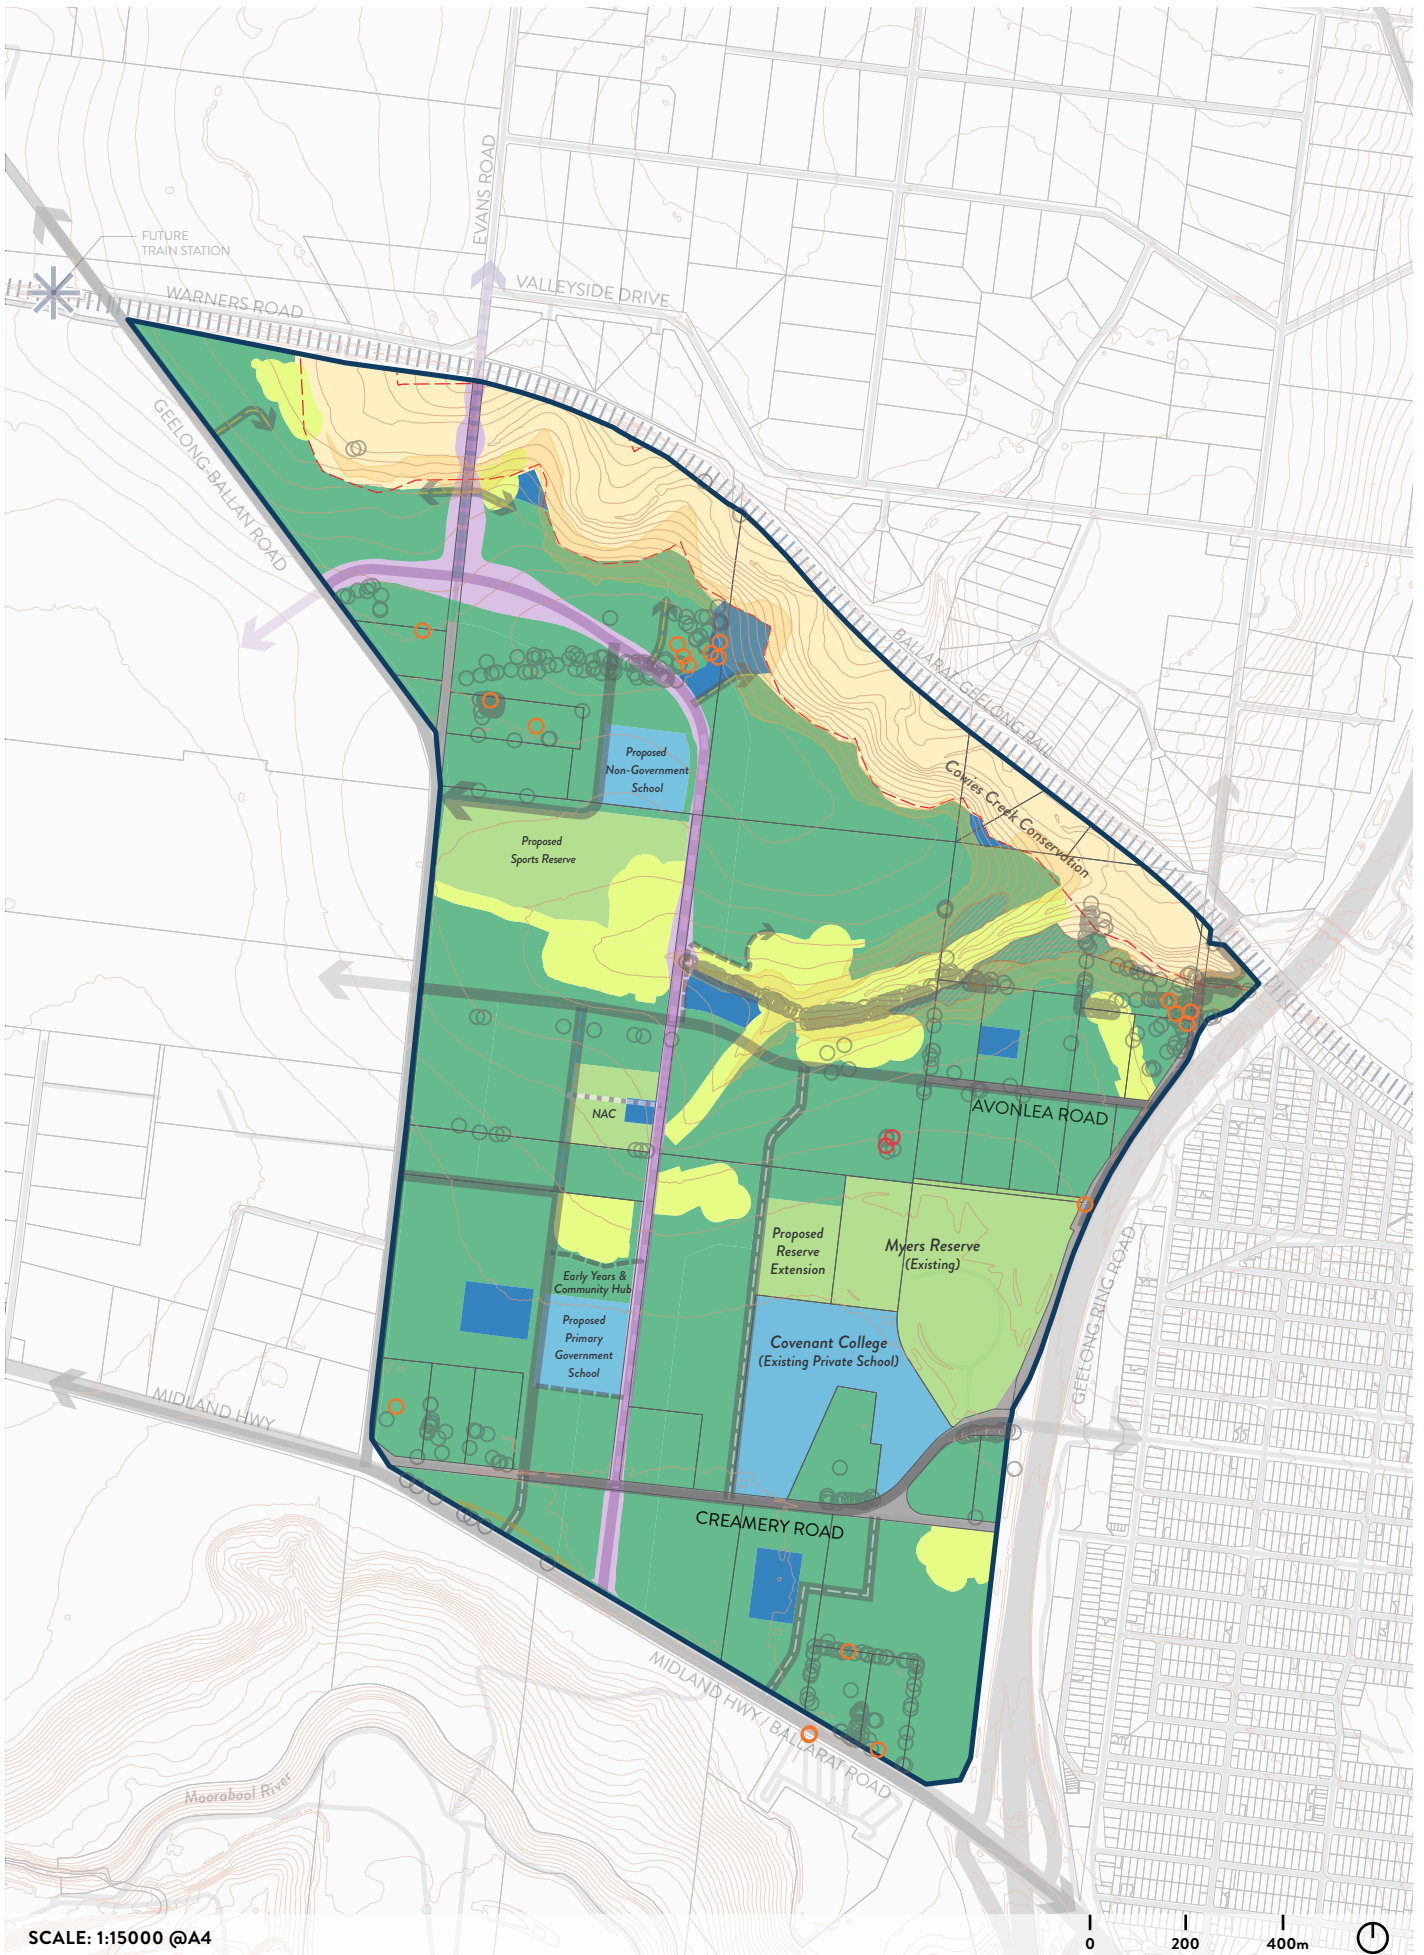 EVANS ROAD
FUTURE
TRAIN STATION
WARNERS ROAD
VALLEYSIDE DRIVE
GEELONG-BALLAN ROAD
BALLARAT-GEELONG RAIL
Proposed
Non-Government
School
Cowies Creek Conservation
Proposed
Sports Reserve
NAC
AVONLEA ROAD
Proposed
Reserve
Extension
Myers Reserve
(Existing)
Early Years &
Community Hub
Proposed
Primary
Government
School
Covenant College
(Existing Private School)
GEELONG RING ROAD
MIDLAND HWY
CREAMERY ROAD
MIDLAND HWY / BALLARAT ROAD
Moorabool River
SCALE: 1:15000 @A4
0 200 400m